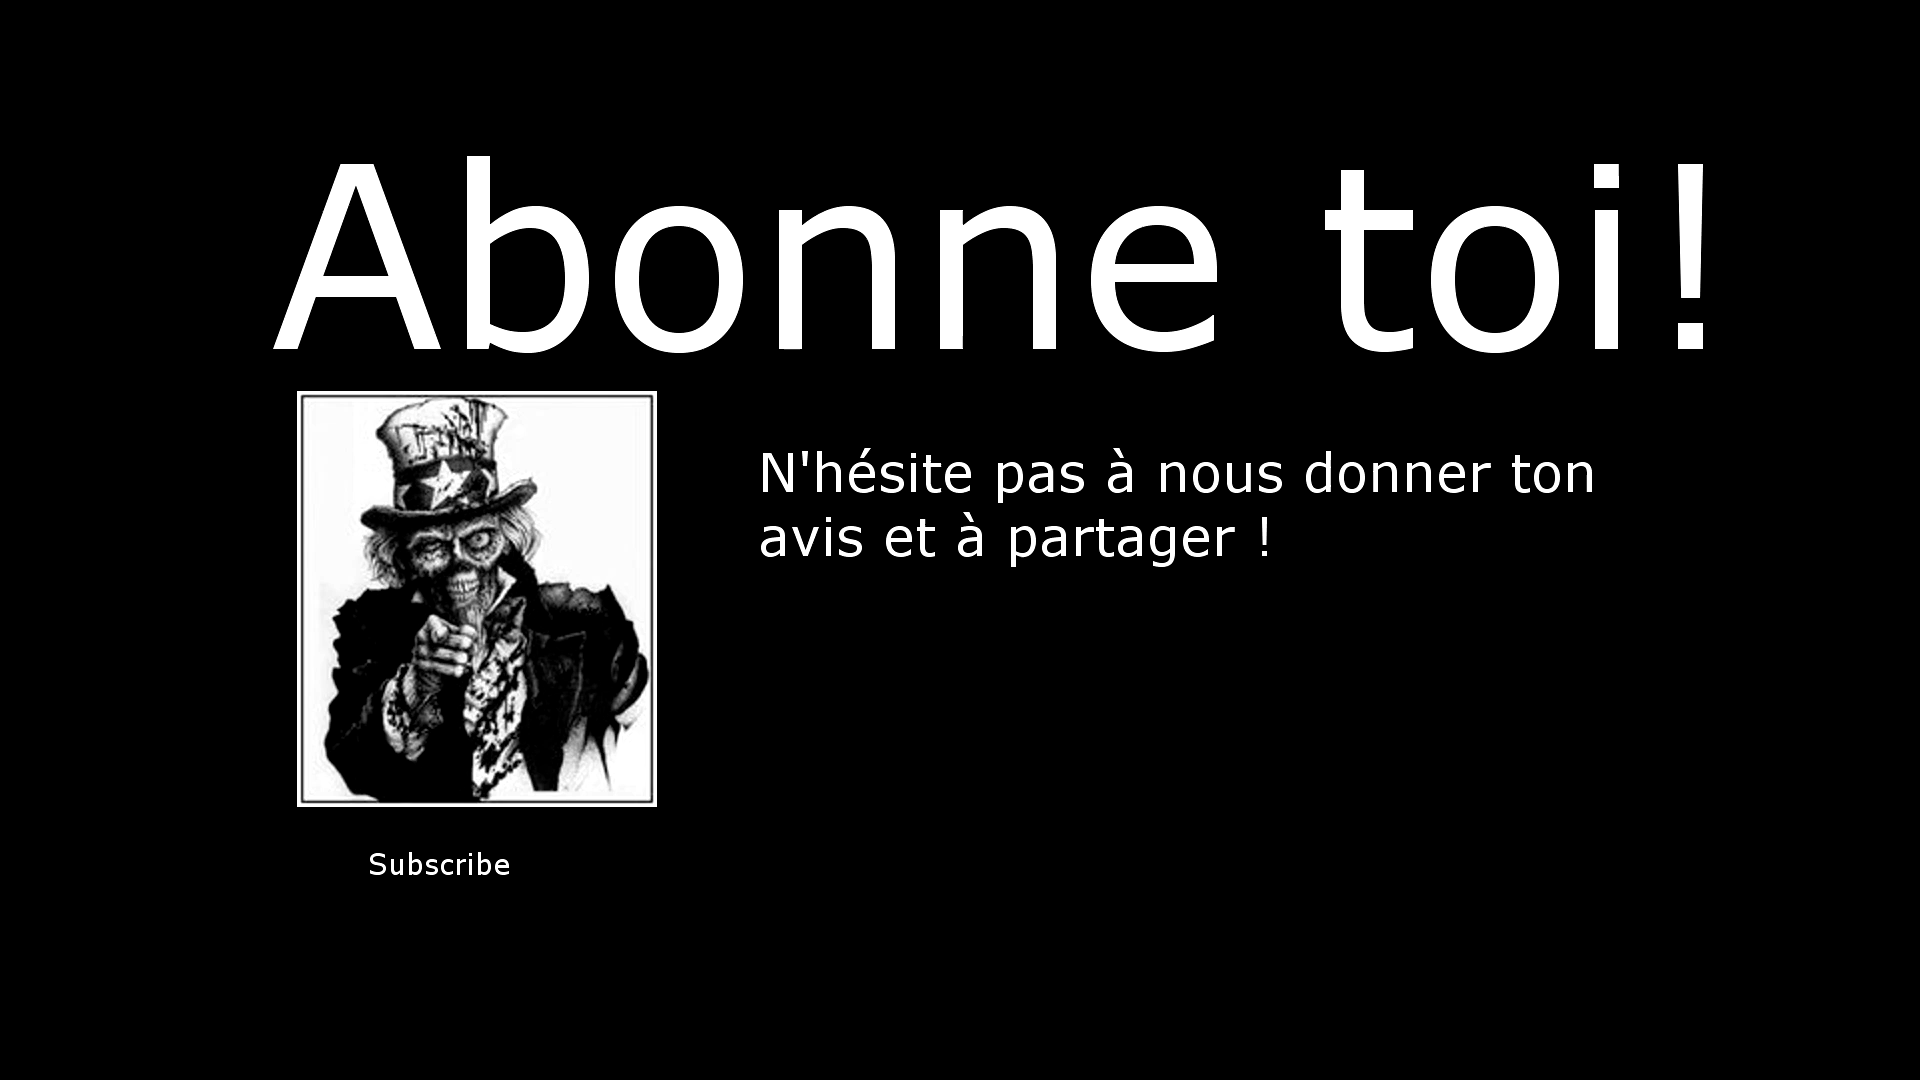 Abonne toi!
N'hésite pas à nous donner ton
avis et à partager !
Subscribe